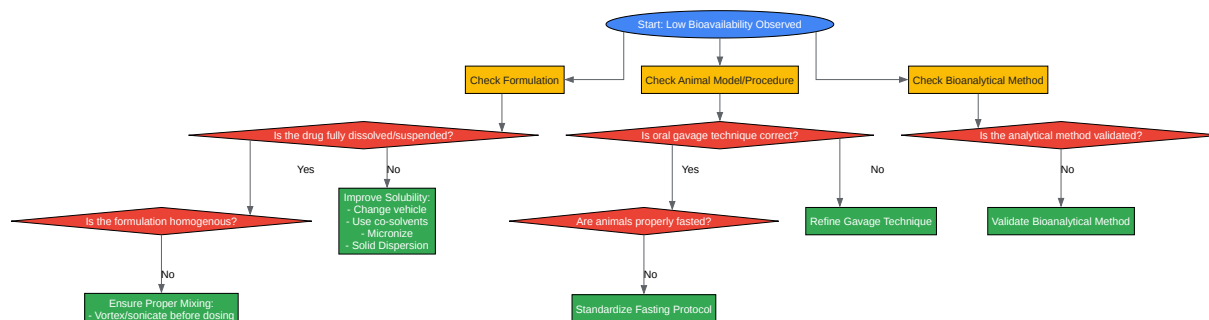 Start: Low Bioavailability Observed
Check Formulation
Check Animal Model/Procedure
Check Bioanalytical Method
Is the drug fully dissolved/suspended?
Is oral gavage technique correct?
Is the analytical method validated?
Yes
No
Yes
No
No
Improve Solubility:
- Change vehicle
- Use co-solvents
- Micronize
- Solid Dispersion
Is the formulation homogenous?
Are animals properly fasted?
Refine Gavage Technique
Validate Bioanalytical Method
No
No
Ensure Proper Mixing:
- Vortex/sonicate before dosing
Standardize Fasting Protocol